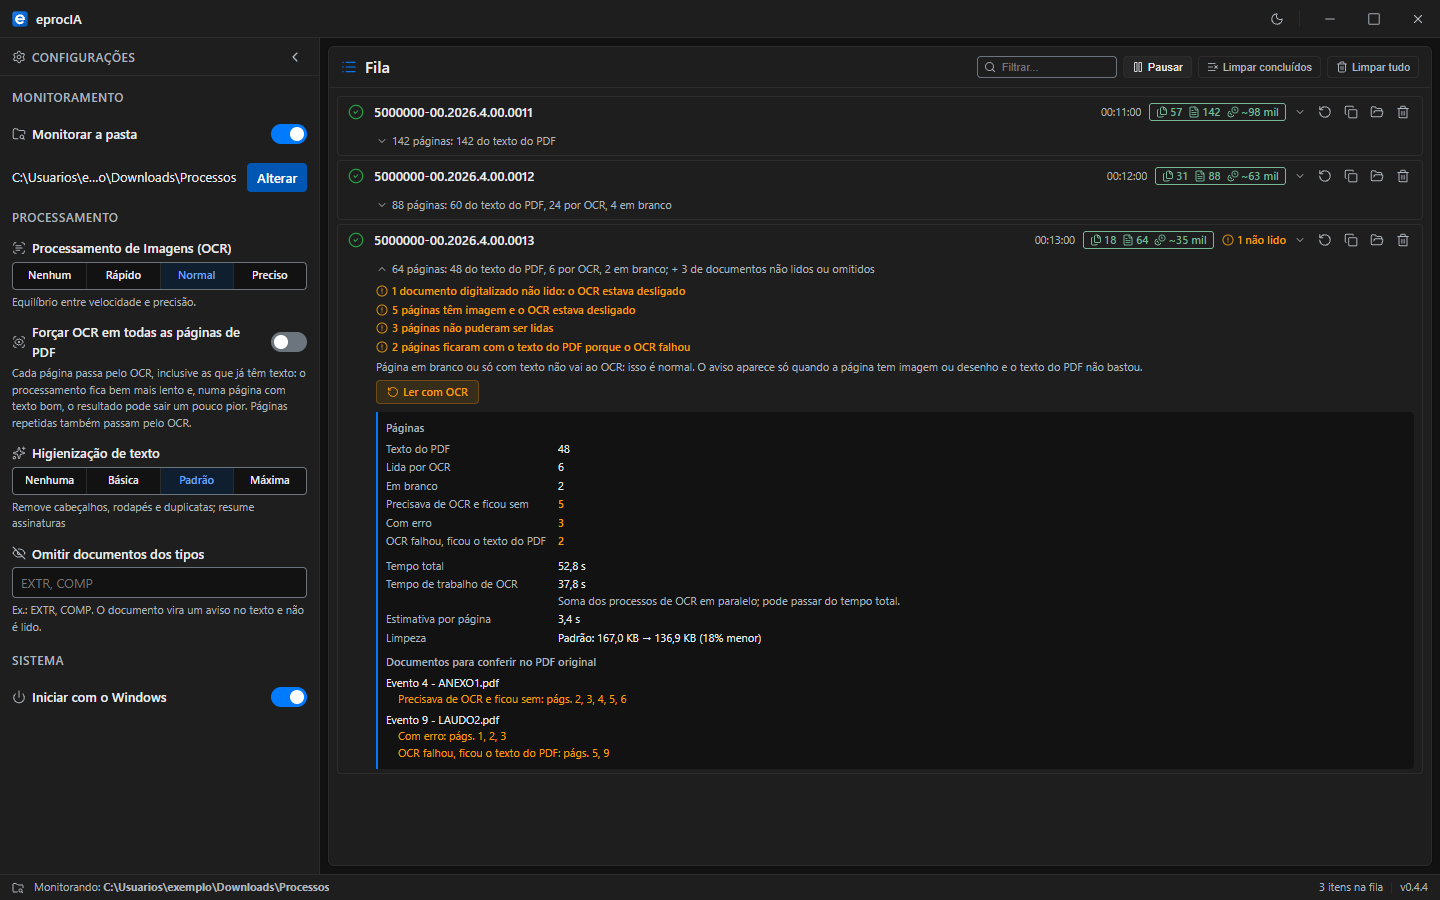 eprocIA
CONFIGURAÇÕES
MONITORAMENTO
Monitorar a pasta
C:\Usuarios\e...o\Downloads\Processos
Alterar
PROCESSAMENTO
Processamento de Imagens (OCR)
Nenhum Rápido Normal Preciso
Equilíbrio entre velocidade e precisão.
Forçar OCR em todas as páginas de
PDF
Cada página passa pelo OCR, inclusive as que já têm texto: o
processamento fica bem mais lento e, numa página com
texto bom, o resultado pode sair um pouco pior. Páginas
repetidas também passam pelo OCR.
Higienização de texto
Nenhuma Básica Padrão Máxima
Remove cabeçalhos, rodapés e duplicatas; resume
assinaturas
Omitir documentos dos tipos
EXTR, COMP
Ex.: EXTR, COMP. O documento vira um aviso no texto e não
é lido.
SISTEMA
Iniciar com o Windows
Fila
Filtrar...
Pausar
Limpar concluídos
Limpar tudo
5000000-00.2026.4.00.0011
00:11:00 57 142 ~98 mil
142 páginas: 142 do texto do PDF
5000000-00.2026.4.00.0012
00:12:00 31 88 ~63 mil
88 páginas: 60 do texto do PDF, 24 por OCR, 4 em branco
5000000-00.2026.4.00.0013
00:13:00 18 64 ~35 mil 1 não lido
64 páginas: 48 do texto do PDF, 6 por OCR, 2 em branco; + 3 de documentos não lidos ou omitidos
1 documento digitalizado não lido: o OCR estava desligado
5 páginas têm imagem e o OCR estava desligado
3 páginas não puderam ser lidas
2 páginas ficaram com o texto do PDF porque o OCR falhou
Página em branco ou só com texto não vai ao OCR: isso é normal. O aviso aparece só quando a página tem imagem ou desenho e o texto do PDF não bastou.
Ler com OCR
Páginas
Texto do PDF 48
Lida por OCR 6
Em branco 2
Precisava de OCR e ficou sem 5
Com erro 3
OCR falhou, ficou o texto do PDF 2
Tempo total 52,8 s
Tempo de trabalho de OCR 37,8 s
Soma dos processos de OCR em paralelo; pode passar do tempo total.
Estimativa por página 3,4 s
Limpeza Padrão: 167,0 KB → 136,9 KB (18% menor)
Documentos para conferir no PDF original
Evento 4 - ANEXO1.pdf
Precisava de OCR e ficou sem: págs. 2, 3, 4, 5, 6
Evento 9 - LAUDO2.pdf
Com erro: págs. 1, 2, 3
OCR falhou, ficou o texto do PDF: págs. 5, 9
Monitorando: C:\Usuarios\exemplo\Downloads\Processos
3 itens na fila
v0.4.4